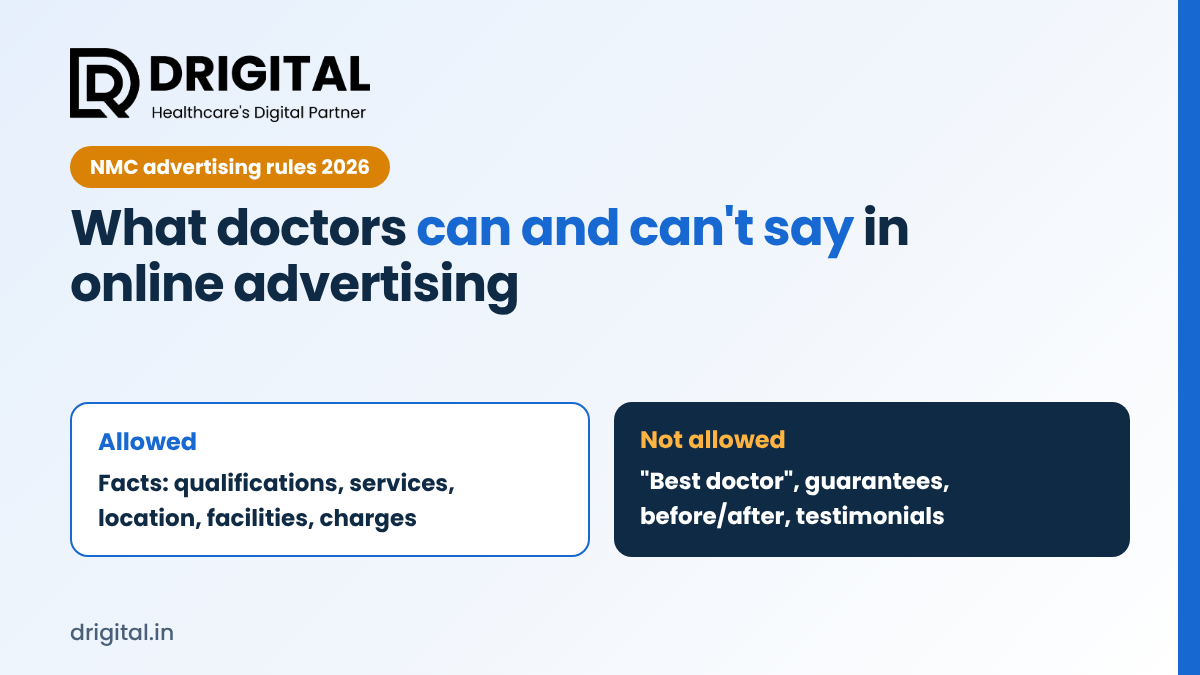 DRIGITAL
Healthcare's Digital Partner
NMC advertising rules 2026
What doctors can and can't say in
online advertising
Allowed
Facts: qualifications, services,
location, facilities, charges
Not allowed
"Best doctor", guarantees,
before/after, testimonials
drigital.in